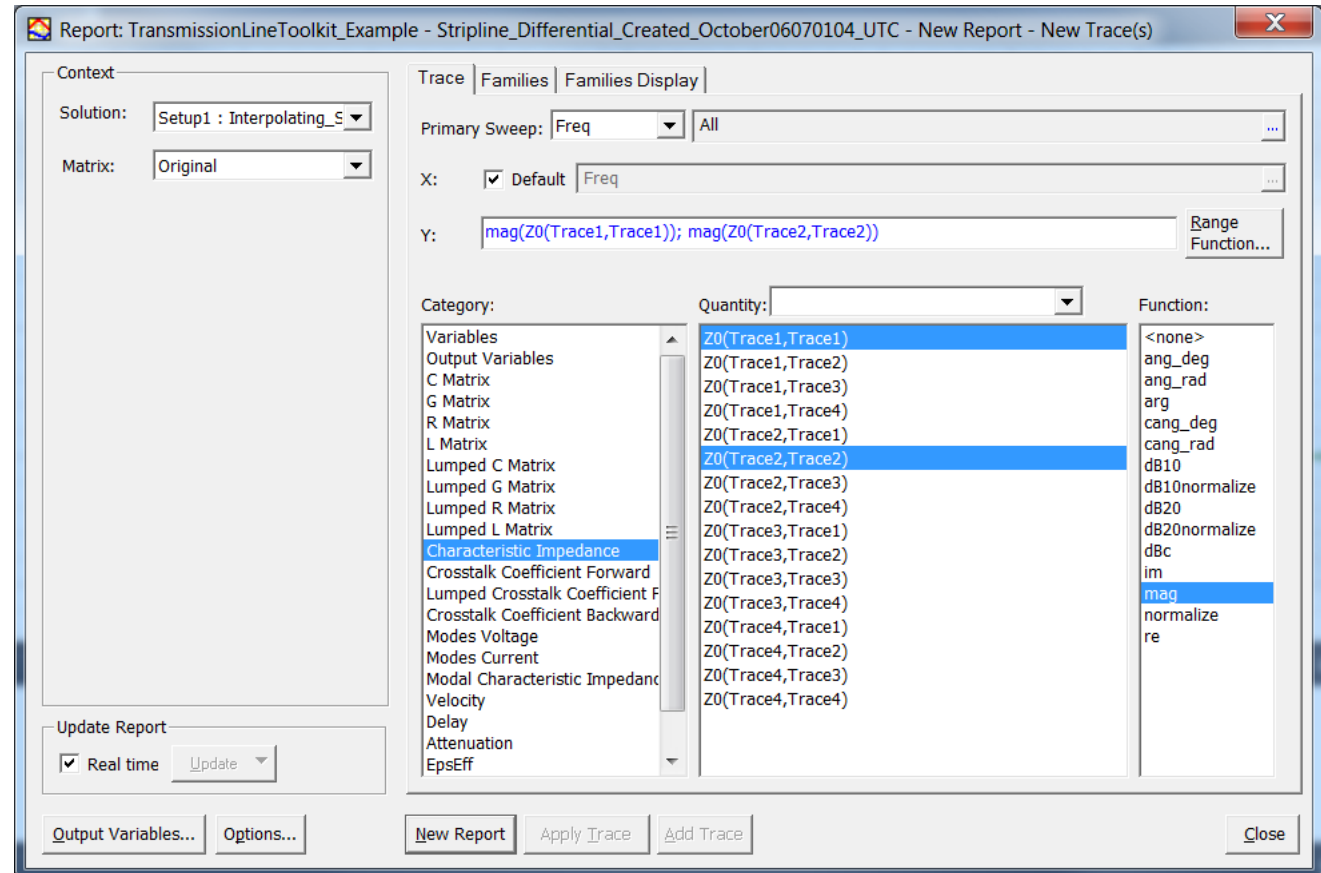 Report: TransmissionLineToolkit_Example - Stripline_Differential_Created_October06070104_UTC - New Report - New Trace(s)
Context
Solution: Setup1 : Interpolating_S
Matrix: Original
Trace Families Families Display
Primary Sweep: Freq All ...
X: Default Freq ...
Y: mag(Z0(Trace1,Trace1)); mag(Z0(Trace2,Trace2)) Range Function...
Category:
Variables
Output Variables
C Matrix
G Matrix
R Matrix
L Matrix
Lumped C Matrix
Lumped G Matrix
Lumped R Matrix
Lumped L Matrix
Characteristic Impedance
Crosstalk Coefficient Forward
Lumped Crosstalk Coefficient F
Crosstalk Coefficient Backward
Modes Voltage
Modes Current
Modal Characteristic Impedanc
Velocity
Delay
Attenuation
EpsEff
Quantity:
Z0(Trace1,Trace1)
Z0(Trace1,Trace2)
Z0(Trace1,Trace3)
Z0(Trace1,Trace4)
Z0(Trace2,Trace1)
Z0(Trace2,Trace2)
Z0(Trace2,Trace3)
Z0(Trace2,Trace4)
Z0(Trace3,Trace1)
Z0(Trace3,Trace2)
Z0(Trace3,Trace3)
Z0(Trace3,Trace4)
Z0(Trace4,Trace1)
Z0(Trace4,Trace2)
Z0(Trace4,Trace3)
Z0(Trace4,Trace4)
Function:
<none>
ang_deg
ang_rad
arg
cang_deg
cang_rad
dB10
dB10normalize
dB20
dB20normalize
dBc
im
mag
normalize
re
Update Report
Real time Update
Output Variables... Options... New Report Apply Trace Add Trace Close